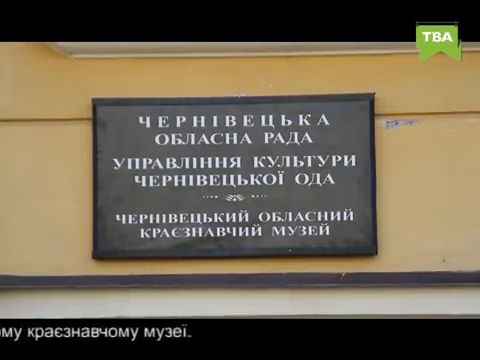 ТВА
ЧЕРНІВЕЦЬКА
ОБЛАСНА РАДА
УПРАВЛІННЯ КУЛЬТУРИ
ЧЕРНІВЕЦЬКОЇ ОДА
ЧЕРНІВЕЦЬКИЙ ОБЛАСНИЙ
КРАЄЗНАВЧИЙ МУЗЕЙ
ому краєзнавчому музеї.